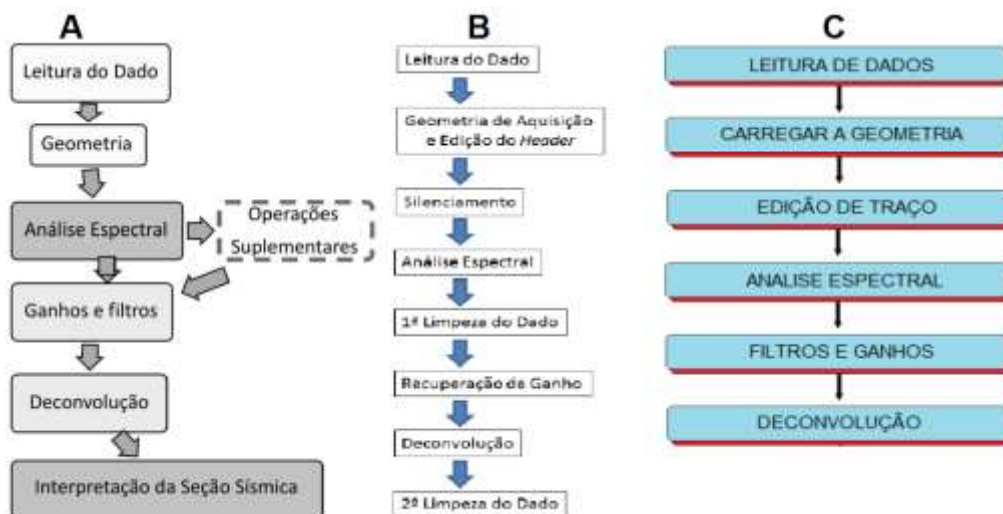 A
Leitura do Dado
Geometria
Análise Espectral
Operações
Suplementares
Ganhos e filtros
Deconvolução
Interpretação da Seção Sísmica
B
Leitura do Dado
Geometria de Aquisição
e Edição do Header
Silenciamento
Análise Espectral
1ª Limpeza do Dado
Recuperação de Ganho
Deconvolução
2ª Limpeza do Dado
C
LEITURA DE DADOS
CARREGAR A GEOMETRIA
EDIÇÃO DE TRAÇO
ANALISE ESPECTRAL
FILTROS E GANHOS
DECONVOLUÇÃO